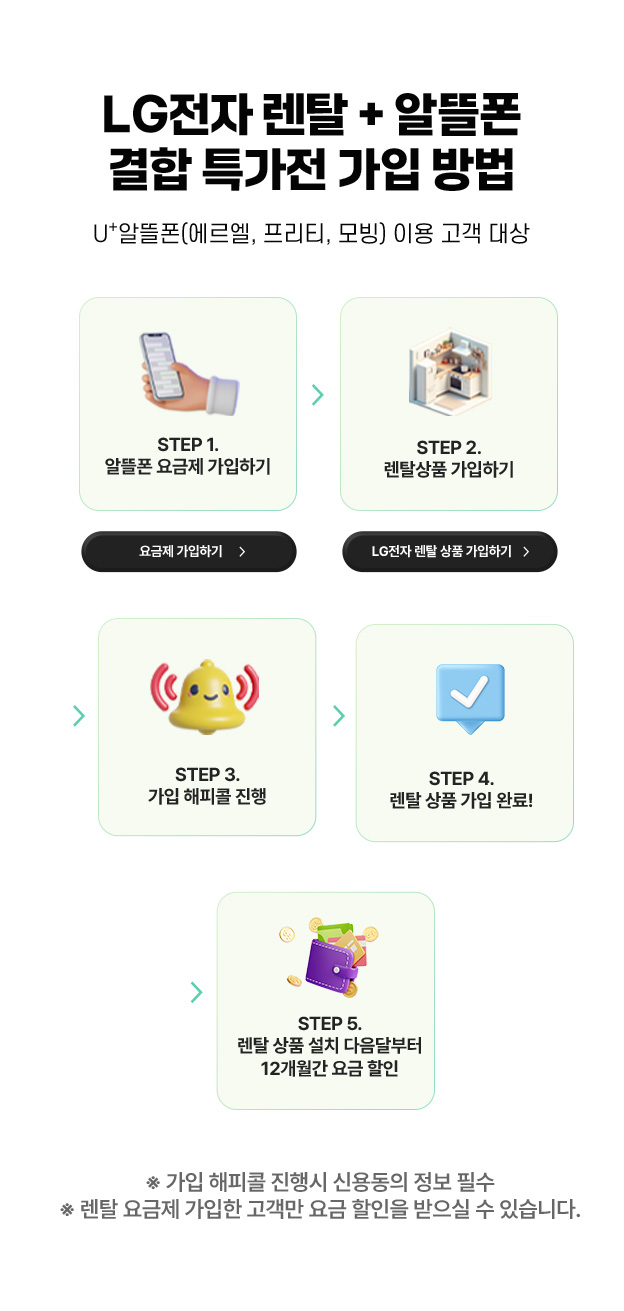 LG전자 렌탈 + 알뜰폰
결합 특가전 가입 방법
U⁺알뜰폰(에르엘, 프리티, 모빙) 이용 고객 대상
STEP 1.
알뜰폰 요금제 가입하기
STEP 2.
렌탈상품 가입하기
요금제 가입하기 >
LG전자 렌탈 상품 가입하기 >
STEP 3.
가입 해피콜 진행
STEP 4.
렌탈 상품 가입 완료!
STEP 5.
렌탈 상품 설치 다음달부터
12개월간 요금 할인
※ 가입 해피콜 진행시 신용동의 정보 필수
※ 렌탈 요금제 가입한 고객만 요금 할인을 받으실 수 있습니다.